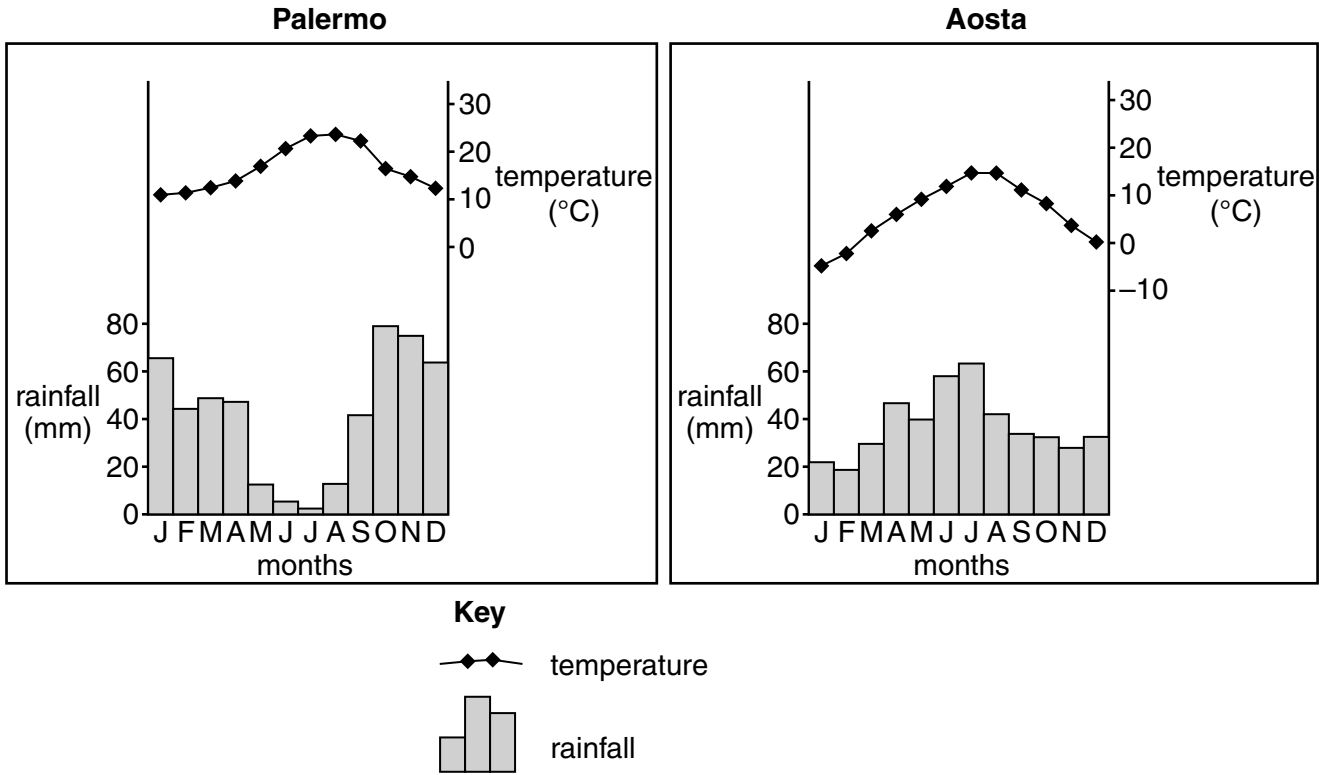 Palermo
30
20
10
0
temperature
(°C)
80
60
40
20
0
rainfall
(mm)
J F M A M J J A S O N D
months
Aosta
30
20
10
0
–10
temperature
(°C)
80
60
40
20
0
rainfall
(mm)
J F M A M J J A S O N D
months
Key
temperature
rainfall